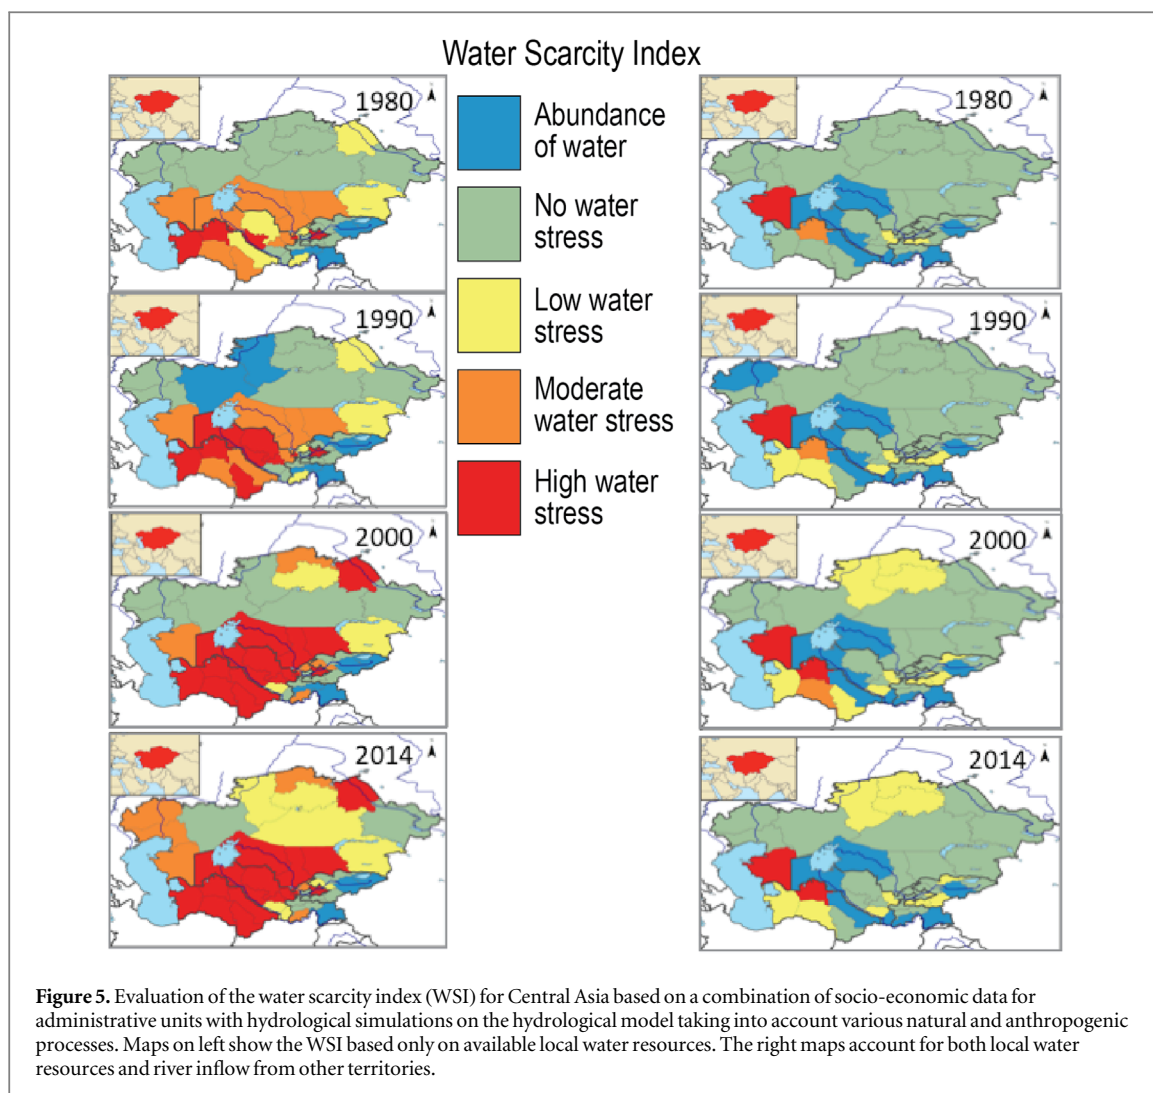 Water Scarcity Index
1980
1990
2000
2014
Abundance
of water
No water
stress
Low water
stress
Moderate
water stress
High water
stress
1980
1990
2000
2014
Figure 5. Evaluation of the water scarcity index (WSI) for Central Asia based on a combination of socio-economic data for
administrative units with hydrological simulations on the hydrological model taking into account various natural and anthropogenic
processes. Maps on left show the WSI based only on available local water resources. The right maps account for both local water
resources and river inflow from other territories.